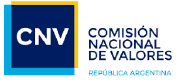 CNV
COMISIÓN
NACIONAL
DE VALORES
REPÚBLICA ARGENTINA